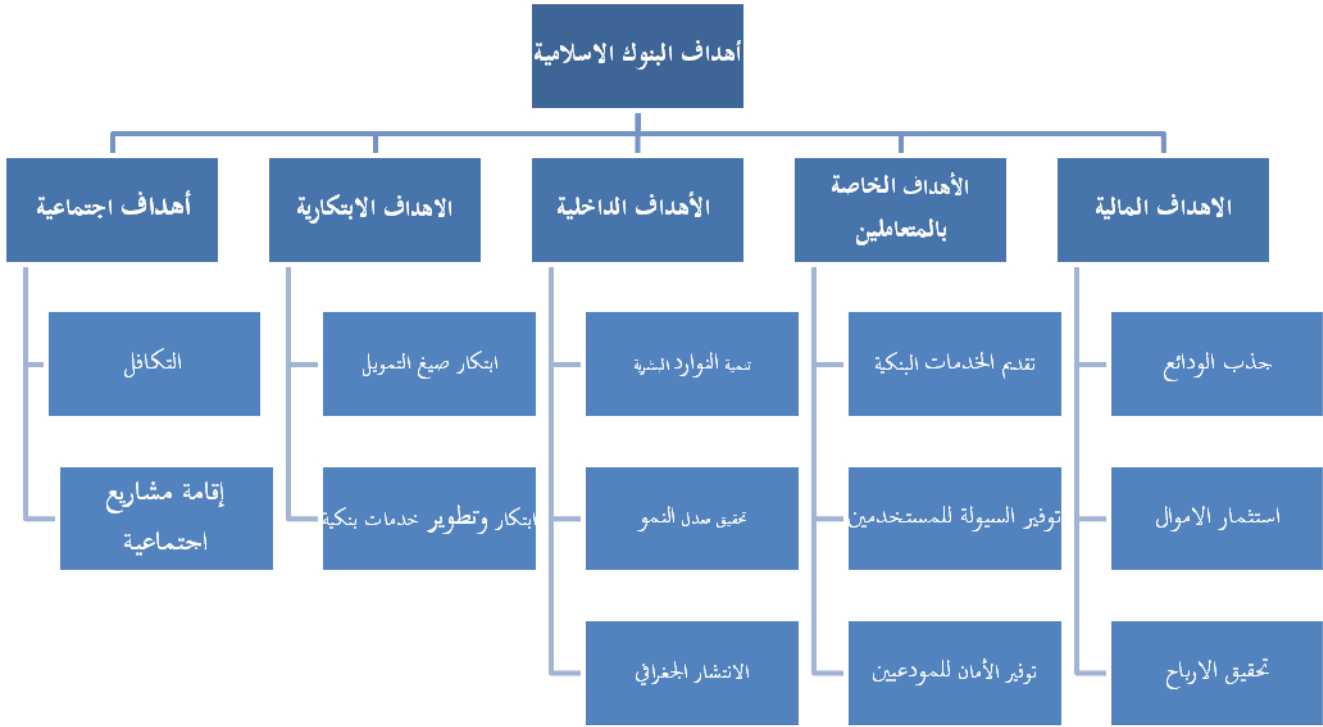 أهداف البنوك الاسلامية
الاهداف المالية
الأهداف الخاصة
بالمتعاملين
الأهداف الداخلية
الاهداف الابتكارية
أهداف اجتماعية
جذب الودائع
تقديم الخدمات البنكية
تنمية النوارد البشرية
ابتكار صيغ التمويل
التكافل
استثمار الاموال
توفير السيولة للمستخدمين
تحقيق معدل النمو
ابتكار وتطوير خدمات بنكية
إقامة مشاريع
اجتماعية
تحقيق الارباح
توفير الأمان للمودعيين
الانتشار الجغرافي